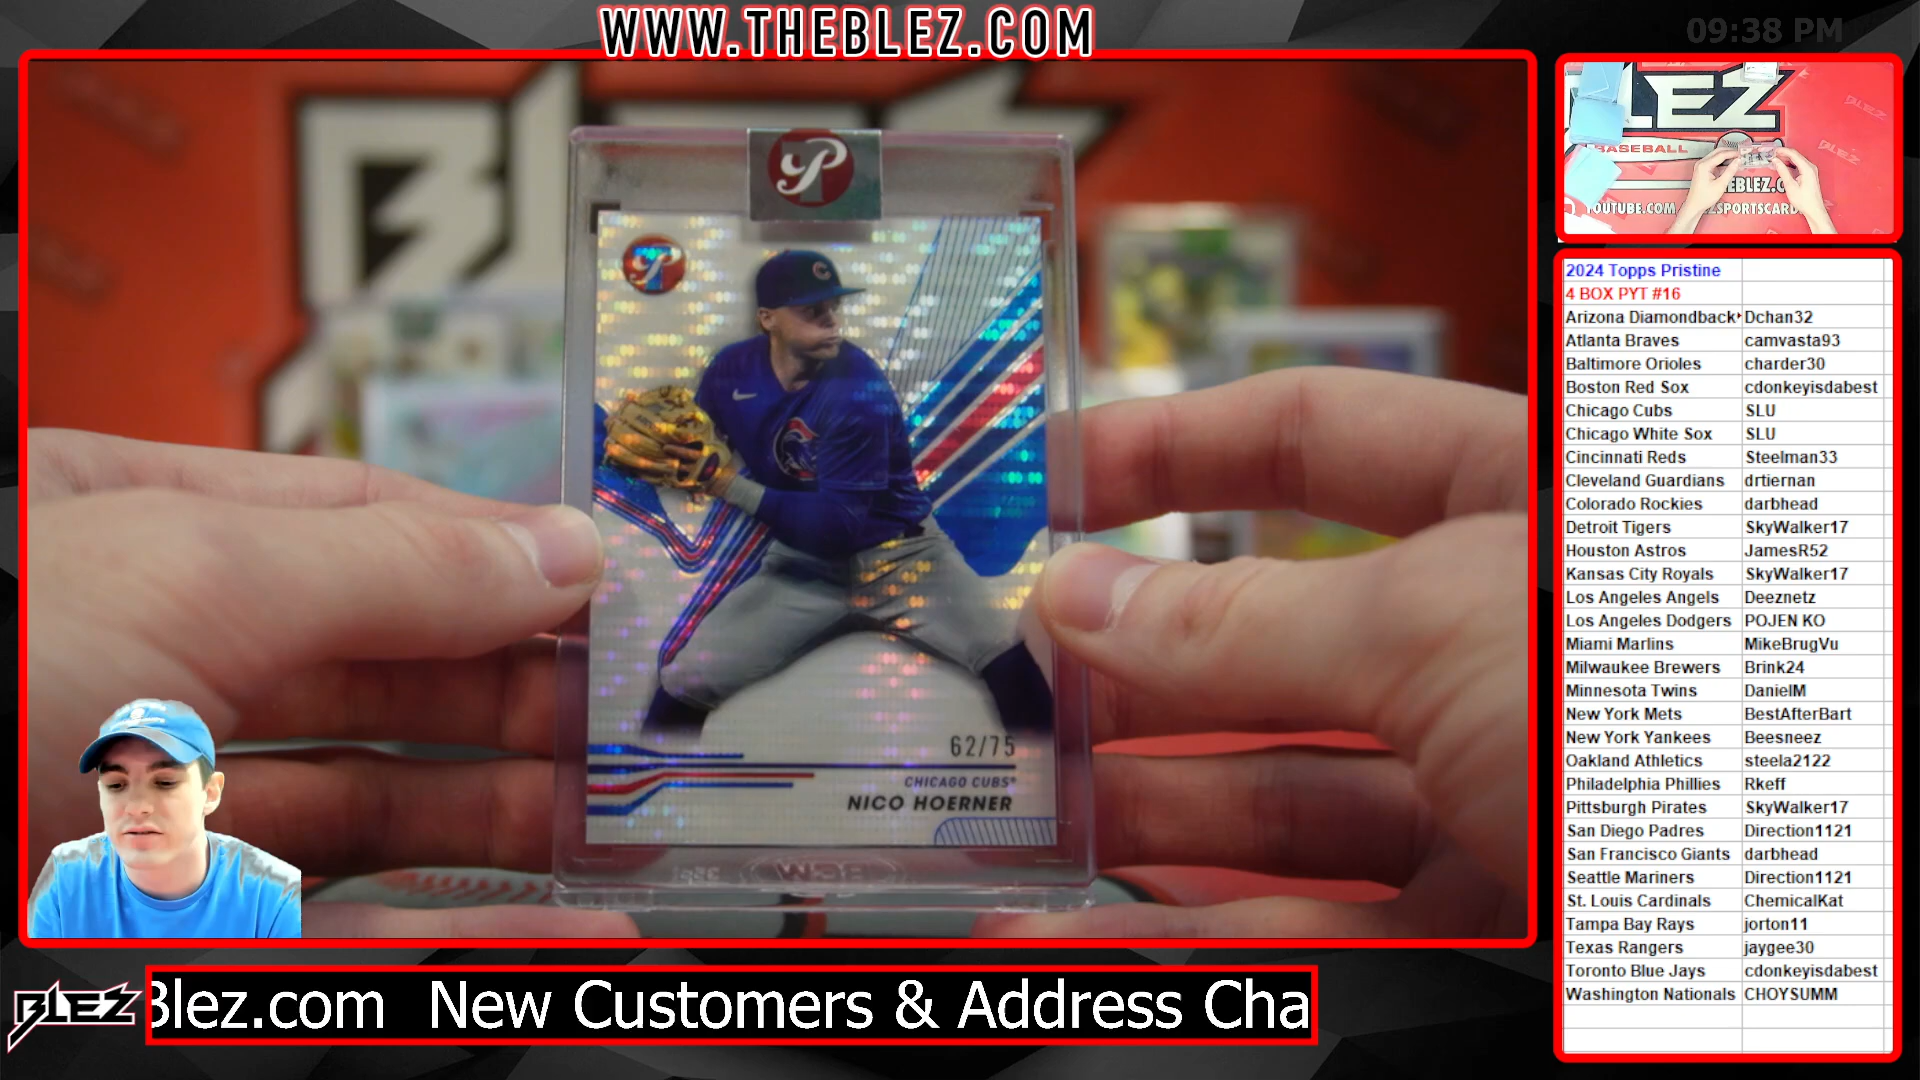 WWW.THEBLEZ.COM
09:38 PM
P
P
C
62/75
CHICAGO CUBS
NICO HOERNER
EZ
BASEBALL
BLEZ
BLEZ
YOUTUBE.COM
2024 Topps Pristine
4 BOX PYT #16
Arizona Diamondback Dchan32
Atlanta Braves camvasta93
Baltimore Orioles charder30
Boston Red Sox cdonkeyisdabest
Chicago Cubs SLU
Chicago White Sox SLU
Cincinnati Reds Steelman33
Cleveland Guardians drtiernan
Colorado Rockies darbhead
Detroit Tigers SkyWalker17
Houston Astros JamesR52
Kansas City Royals SkyWalker17
Los Angeles Angels Deeznetz
Los Angeles Dodgers POJEN KO
Miami Marlins MikeBrugVu
Milwaukee Brewers Brink24
Minnesota Twins DanielM
New York Mets BestAfterBart
New York Yankees Beesneez
Oakland Athletics steela2122
Philadelphia Phillies Rkeff
Pittsburgh Pirates SkyWalker17
San Diego Padres Direction1121
San Francisco Giants darbhead
Seattle Mariners Direction1121
St. Louis Cardinals ChemicalKat
Tampa Bay Rays jorton11
Texas Rangers jaygee30
Toronto Blue Jays cdonkeyisdabest
Washington Nationals CHOYSUMM
BLEZ
Blez.com New Customers & Address Cha